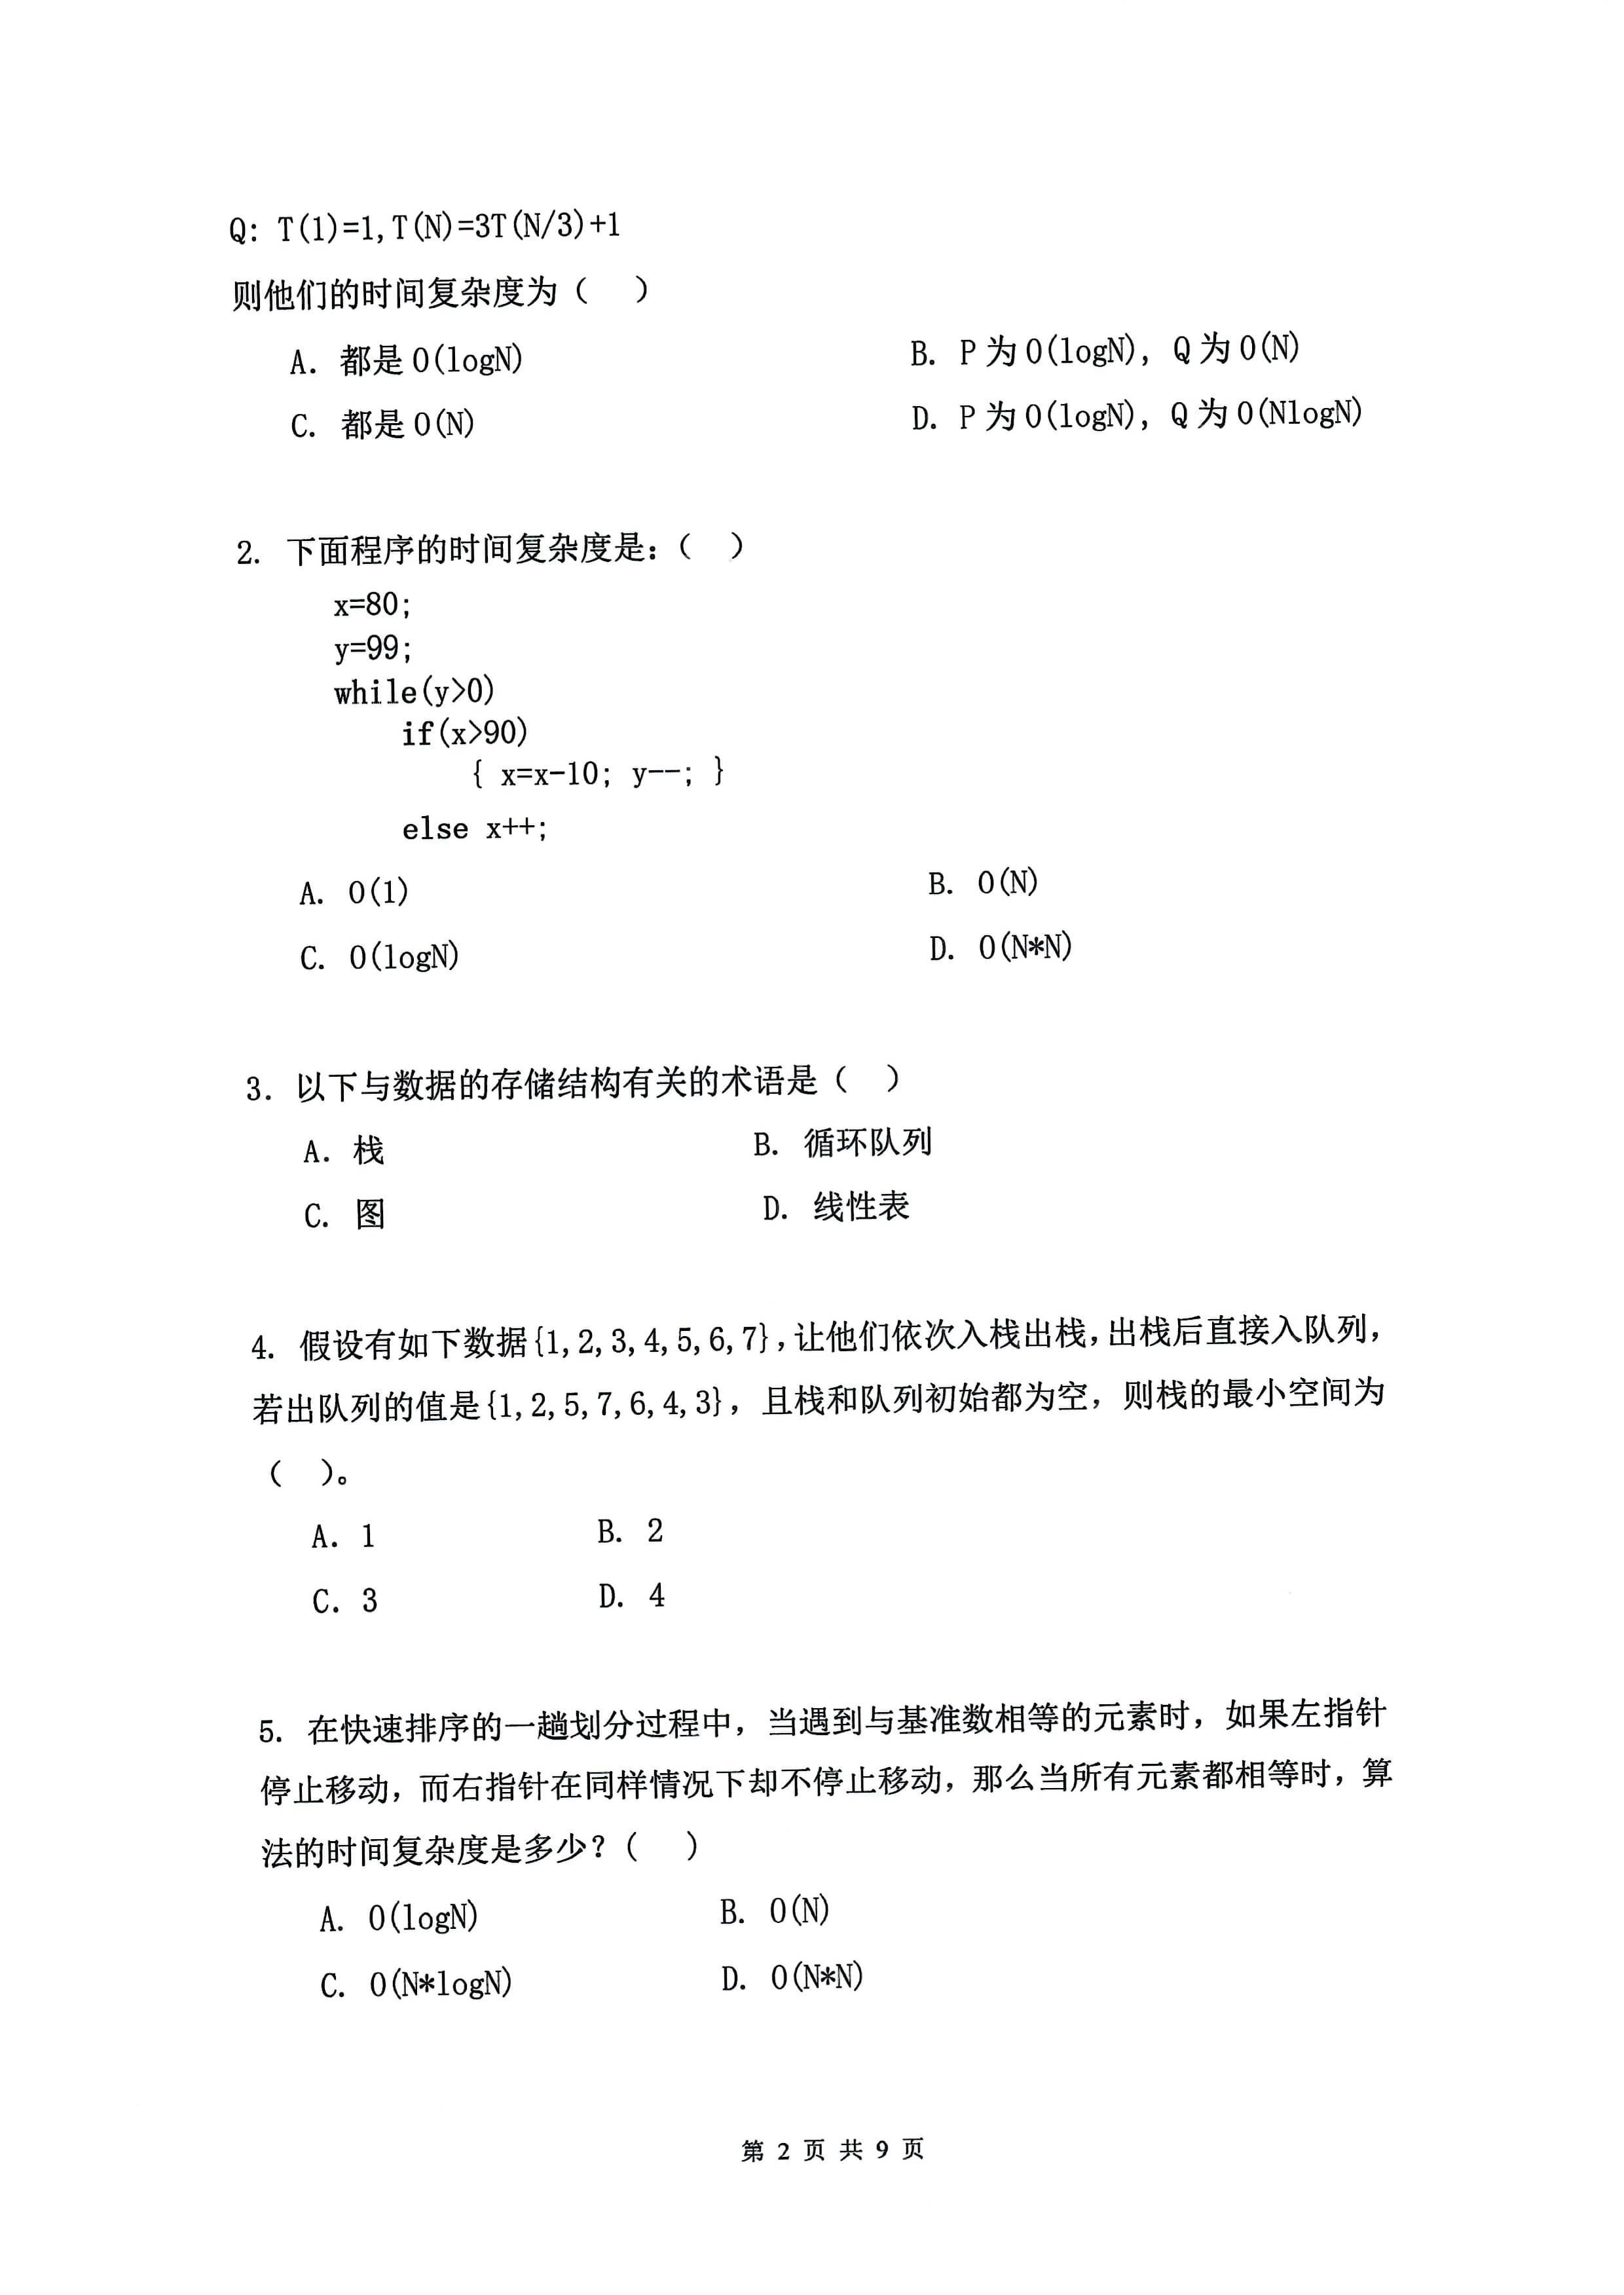 Q: T(1)=1,T(N)=3T(N/3)+1
则他们的时间复杂度为（ ）
A. 都是O(logN) B. P为O(logN)，Q为O(N)
C. 都是O(N) D. P为O(logN)，Q为O(NlogN)
2. 下面程序的时间复杂度是：（ ）
x=80;
y=99;
while(y>0)
if(x>90)
{ x=x-10; y--; }
else x++;
A. O(1) B. O(N)
C. O(logN) D. O(N*N)
3. 以下与数据的存储结构有关的术语是（ ）
A. 栈 B. 循环队列
C. 图 D. 线性表
4. 假设有如下数据{1,2,3,4,5,6,7},让他们依次入栈出栈，出栈后直接入队列，
若出队列的值是{1,2,5,7,6,4,3}，且栈和队列初始都为空，则栈的最小空间为
（ ）。
A. 1 B. 2
C. 3 D. 4
5. 在快速排序的一趟划分过程中，当遇到与基准数相等的元素时，如果左指针
停止移动，而右指针在同样情况下却不停止移动，那么当所有元素都相等时，算
法的时间复杂度是多少？（ ）
A. O(logN) B. O(N)
C. O(N*logN) D. O(N*N)
第 2 页 共 9 页